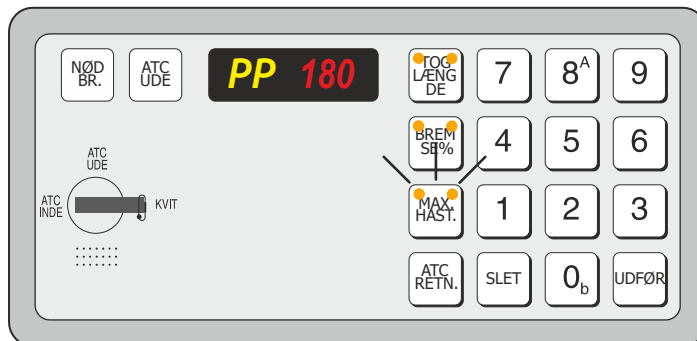 NØD
BR.
ATC
UDE
PP 180
TOG
LÆNG
DE
7
8A
9
BREM
SE%
4
5
6
ATC
UDE
ATC
INDE
KVIT
MAX.
HAST.
1
2
3
ATC
RETN.
SLET
0b
UDFØR